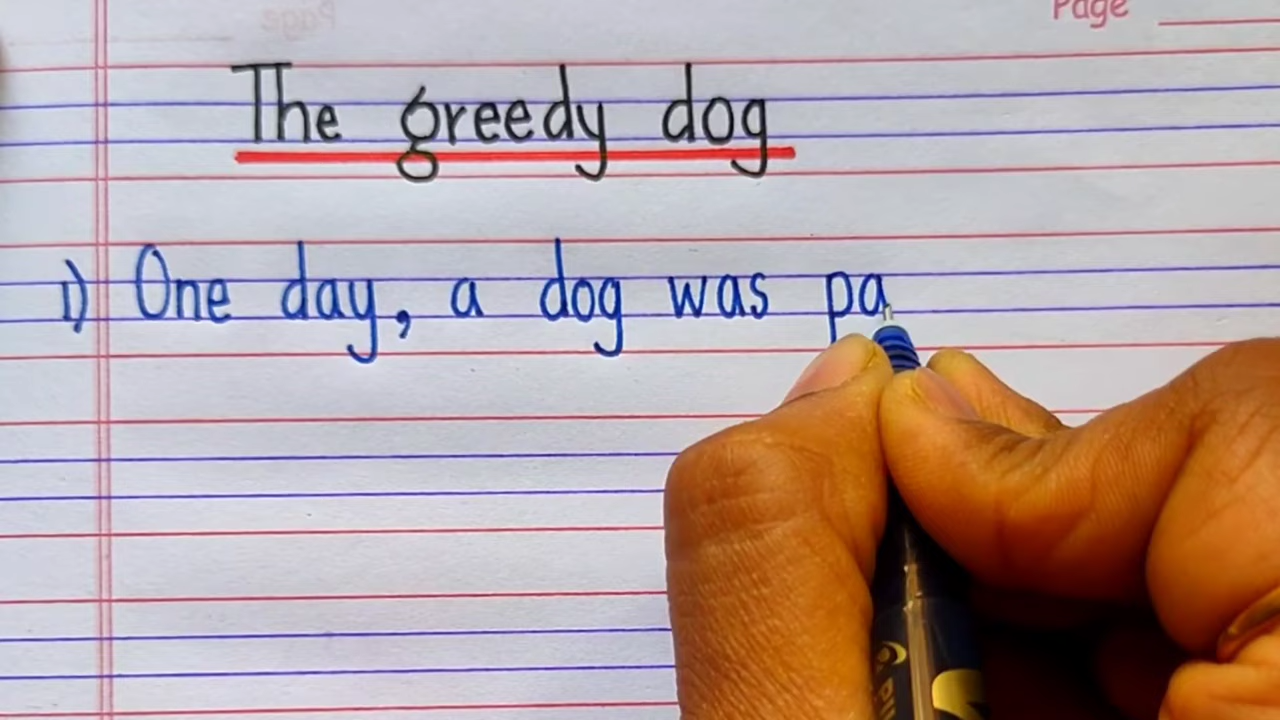 Page
The greedy dog
1) One day, a dog was pa